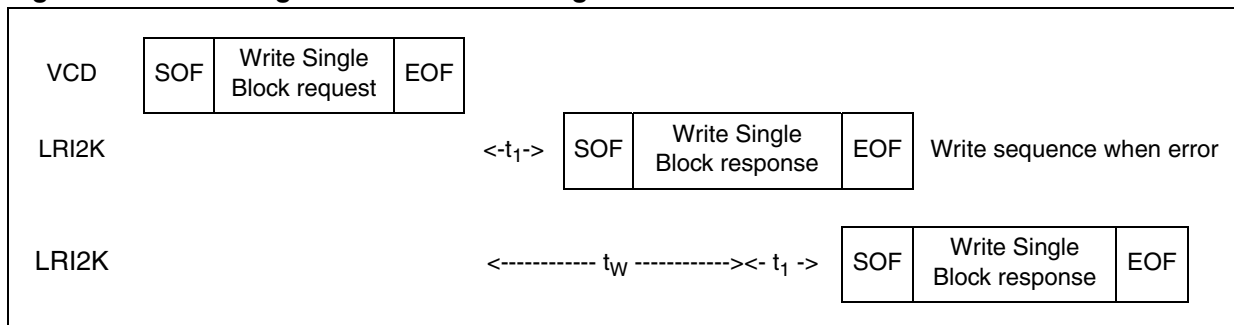 VCD SOF Write Single Block request EOF
LRI2K <-t₁-> SOF Write Single Block response EOF Write sequence when error
LRI2K <------------ t_W ------------><- t₁ -> SOF Write Single Block response EOF